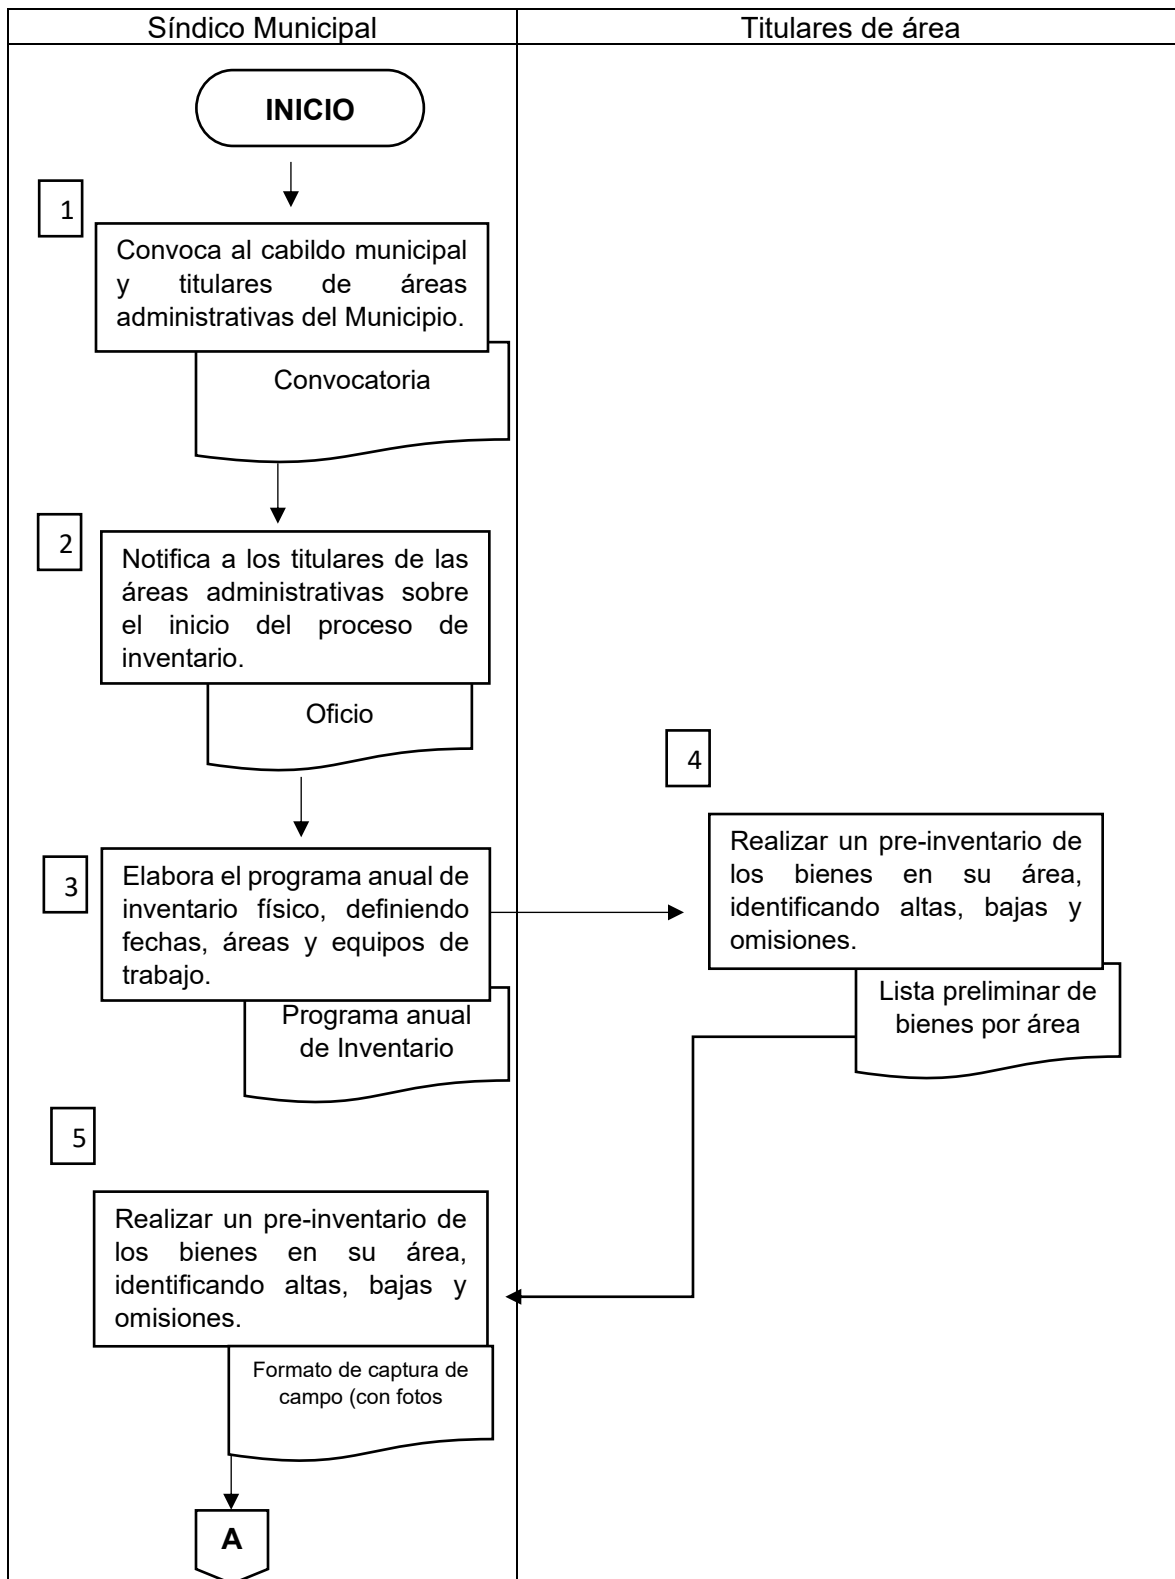 Síndico Municipal
Titulares de área
INICIO
1
Convoca al cabildo municipal
y titulares de áreas
administrativas del Municipio.
Convocatoria
2
Notifica a los titulares de las
áreas administrativas sobre
el inicio del proceso de
inventario.
Oficio
3
Elabora el programa anual de
inventario físico, definiendo
fechas, áreas y equipos de
trabajo.
Programa anual
de Inventario
4
Realizar un pre-inventario de
los bienes en su área,
identificando altas, bajas y
omisiones.
Lista preliminar de
bienes por área
5
Realizar un pre-inventario de
los bienes en su área,
identificando altas, bajas y
omisiones.
Formato de captura de
campo (con fotos
A